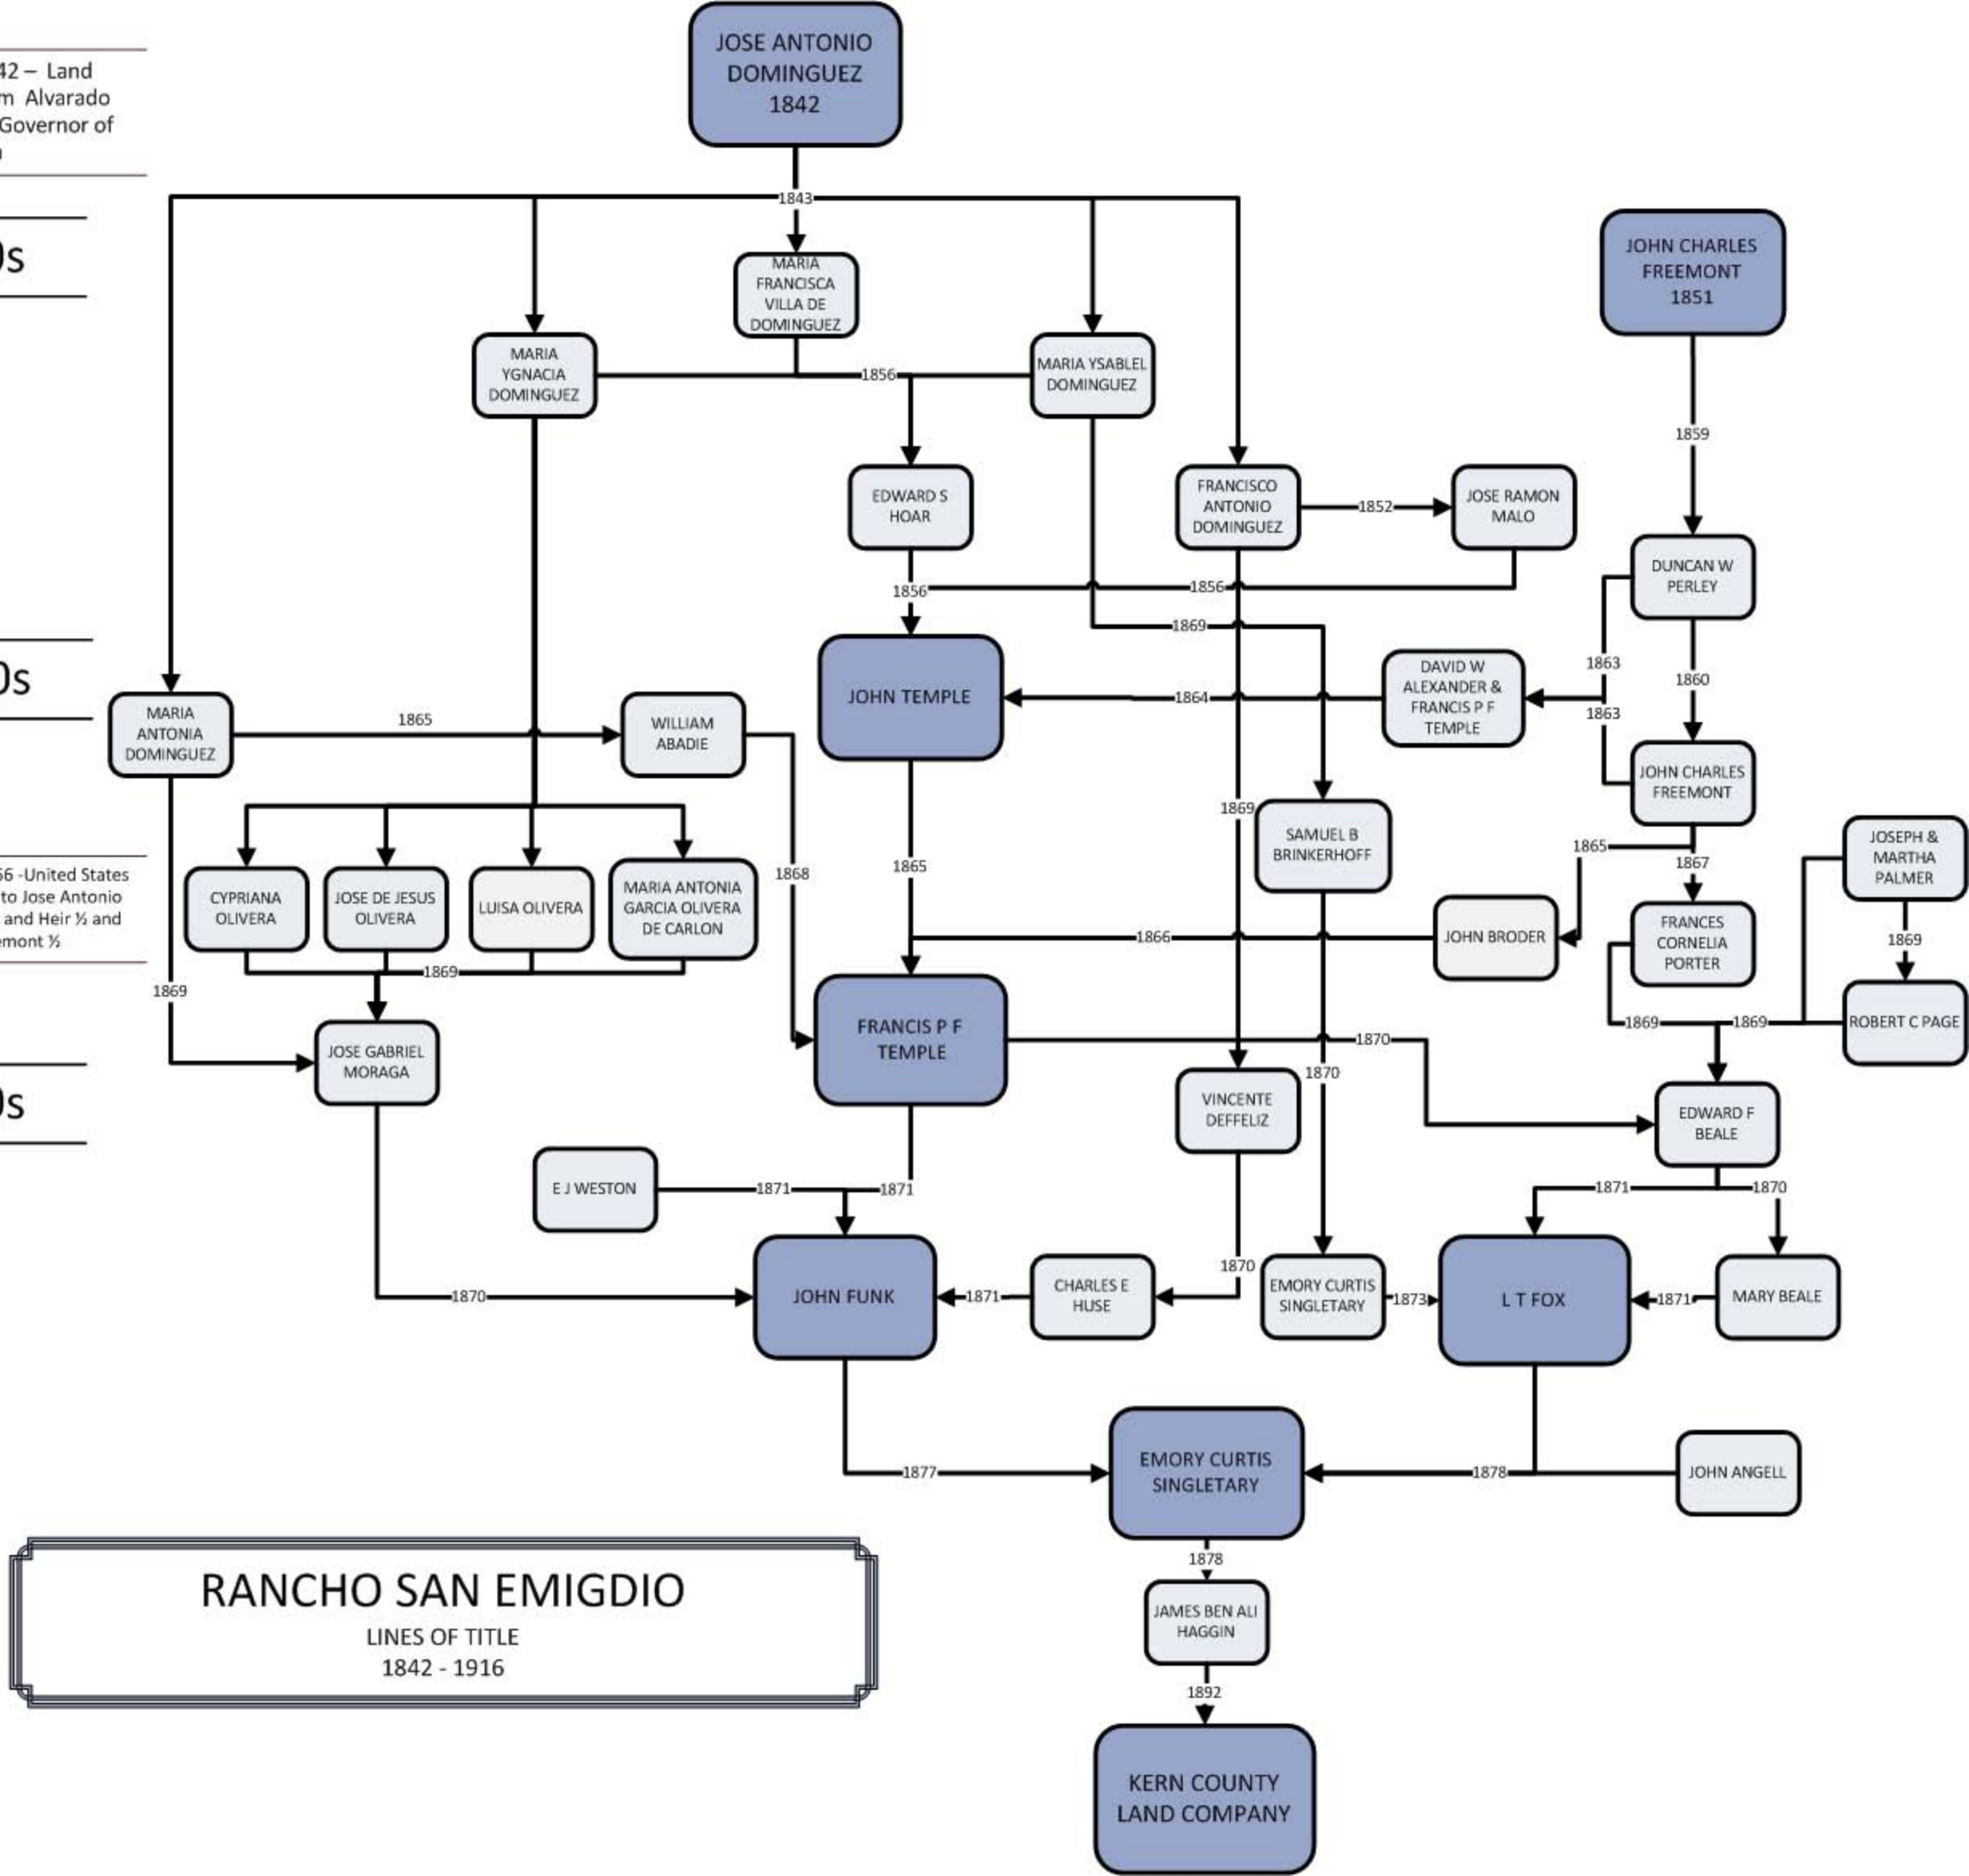 JOSE ANTONIO
DOMINGUEZ
1842
42 – Land
m Alvarado
Governor of
1843
0s
MARIA
FRANCISCA
VILLA DE
DOMINGUEZ
JOHN CHARLES
FREEMONT
1851
MARIA
YGNACIA
DOMINGUEZ
1856
MARIA YSABLEL
DOMINGUEZ
1859
EDWARD S
HOAR
FRANCISCO
ANTONIO
DOMINGUEZ
1852
JOSE RAMON
MALO
DUNCAN W
PERLEY
1856
1856
1869
0s
MARIA
ANTONIA
DOMINGUEZ
1865
WILLIAM
ABADIE
JOHN TEMPLE
1864
DAVID W
ALEXANDER &
FRANCIS P F
TEMPLE
1863
1863
1860
JOHN CHARLES
FREEMONT
1869
SAMUEL B
BRINKERHOFF
1865
1867
JOSEPH &
MARTHA
PALMER
56 -United States
to Jose Antonio
and Heir ½ and
emont ½
CYPRIANA
OLIVERA
JOSE DE JESUS
OLIVERA
LUISA OLIVERA
MARIA ANTONIA
GARCIA OLIVERA
DE CARLON
1868
1865
1866
JOHN BRODER
FRANCES
CORNELIA
PORTER
1869
1869
1869
JOSE GABRIEL
MORAGA
FRANCIS P F
TEMPLE
1870
1869
1869
ROBERT C PAGE
0s
1870
VINCENTE
DEFFELIZ
EDWARD F
BEALE
E J WESTON
1871
1871
1871
1870
1870
JOHN FUNK
1871
CHARLES E
HUSE
1870
EMORY CURTIS
SINGLETARY
1873
L T FOX
1871
MARY BEALE
1877
EMORY CURTIS
SINGLETARY
1878
JOHN ANGELL
1878
JAMES BEN ALI
HAGGIN
1892
KERN COUNTY
LAND COMPANY
RANCHO SAN EMIGDIO
LINES OF TITLE
1842 - 1916